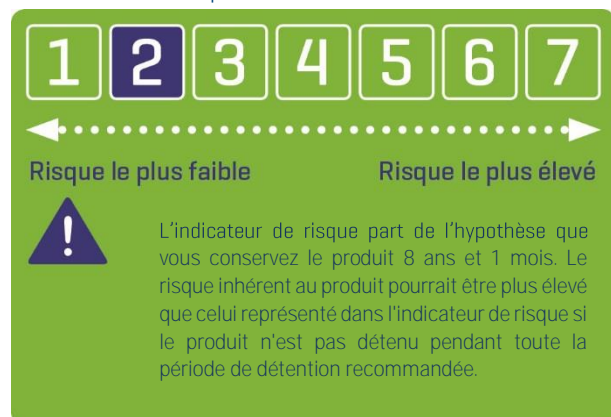 1 2 3 4 5 6 7
Risque le plus faible Risque le plus élevé
!
L'indicateur de risque part de l'hypothèse que
vous conservez le produit 8 ans et 1 mois. Le
risque inhérent au produit pourrait être plus élevé
que celui représenté dans l'indicateur de risque si
le produit n'est pas détenu pendant toute la
période de détention recommandée.